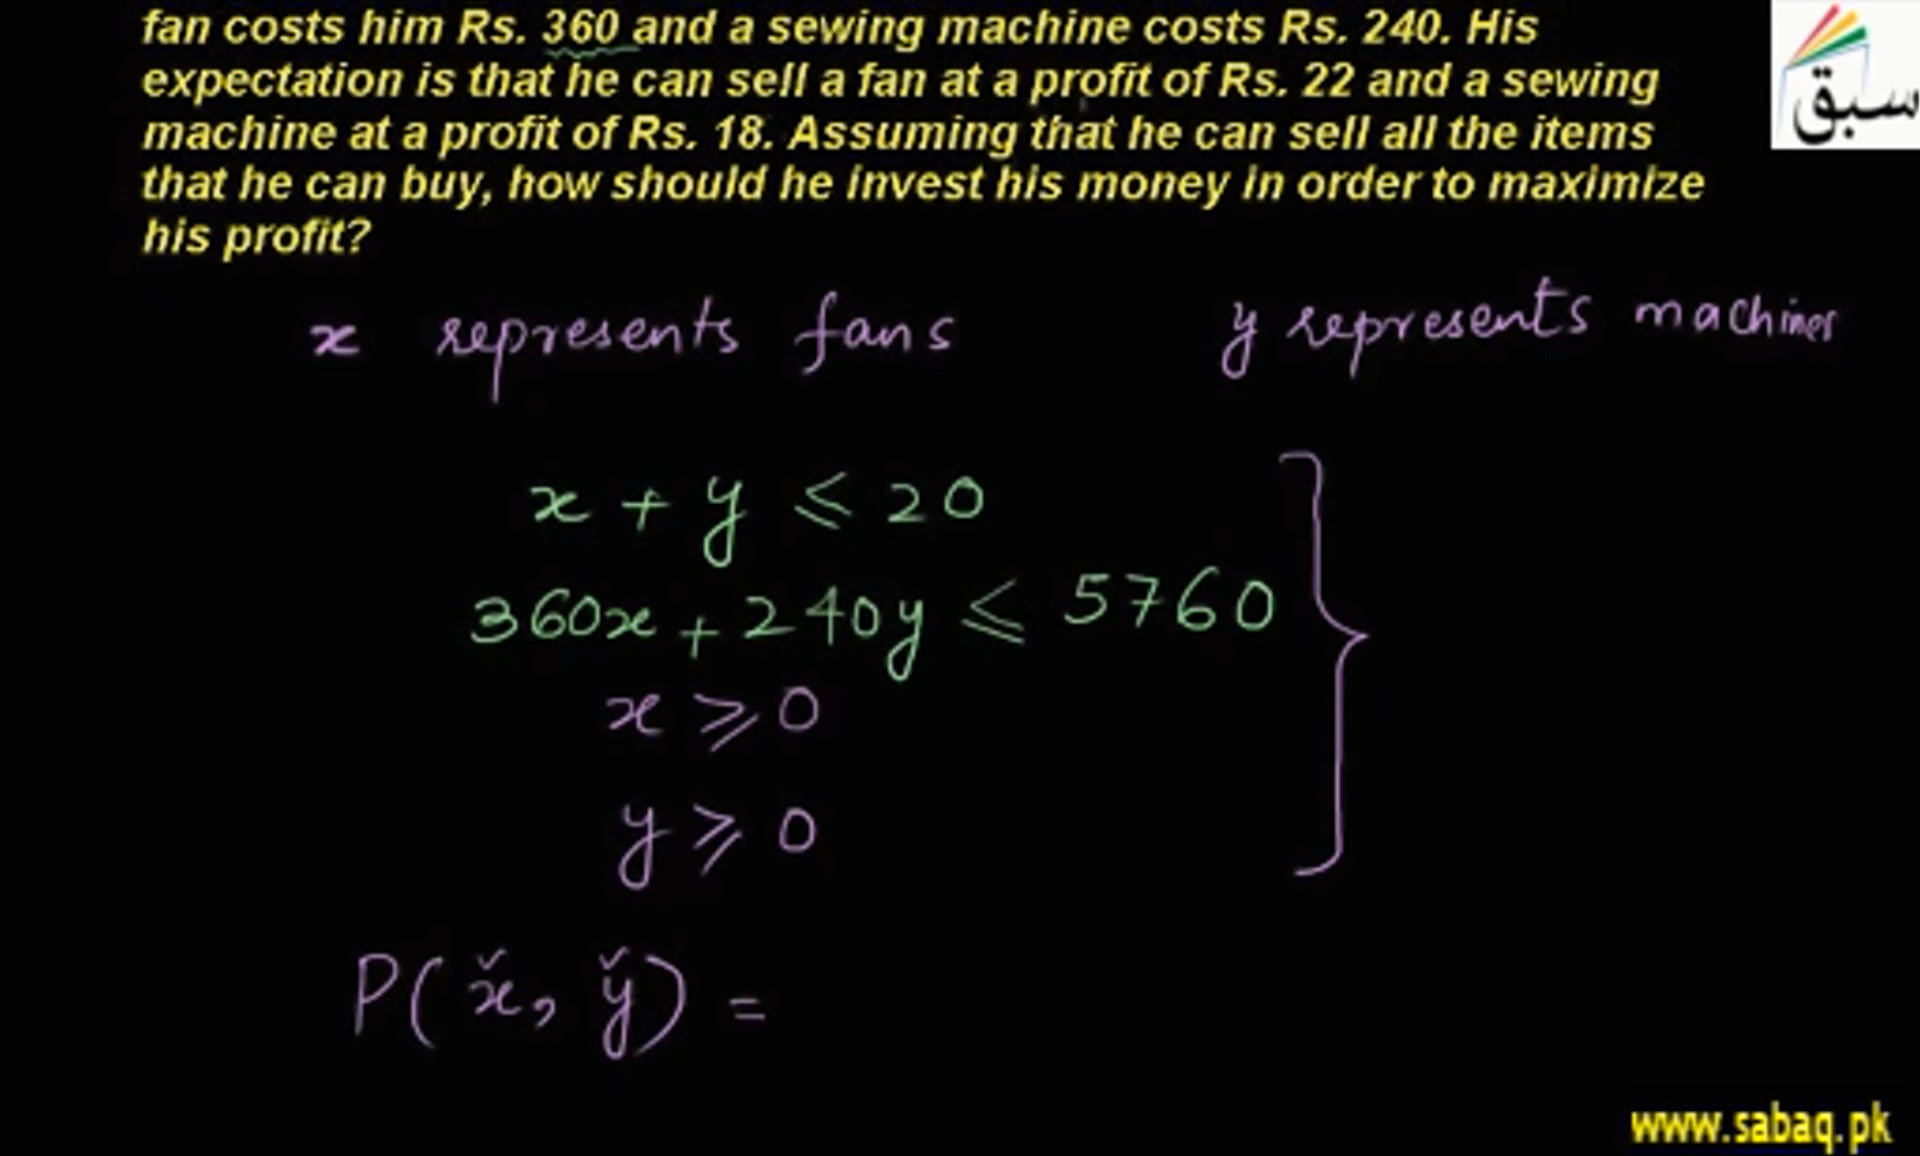 fan costs him Rs. 360 and a sewing machine costs Rs. 240. His
expectation is that he can sell a fan at a profit of Rs. 22 and a sewing
machine at a profit of Rs. 18. Assuming that he can sell all the items
that he can buy, how should he invest his money in order to maximize
his profit?
سبق
x represents fans y represents machines
x + y ⩽ 20
360x + 240y ⩽ 5760
x ⩾ 0
y ⩾ 0
P(x, y) =
www.sabaq.pk